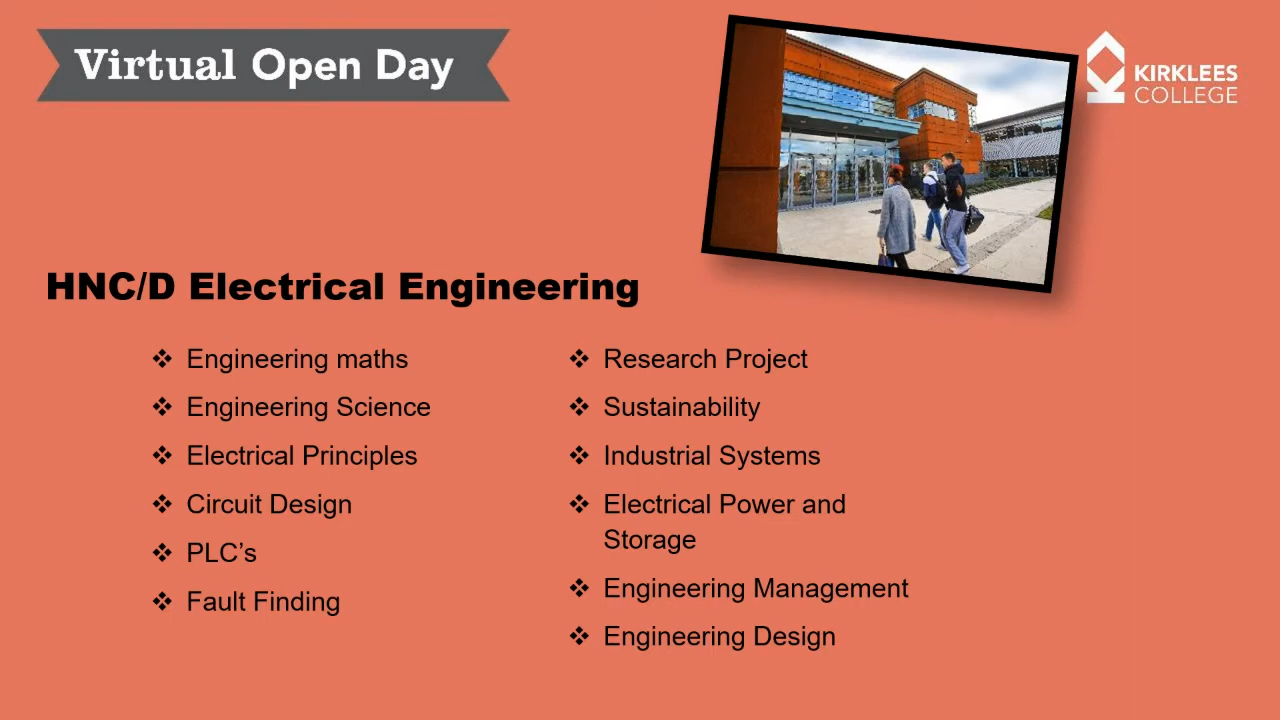 Virtual Open Day
KIRKLEES
COLLEGE
HNC/D Electrical Engineering
Engineering maths
Engineering Science
Electrical Principles
Circuit Design
PLC’s
Fault Finding
Research Project
Sustainability
Industrial Systems
Electrical Power and
Storage
Engineering Management
Engineering Design